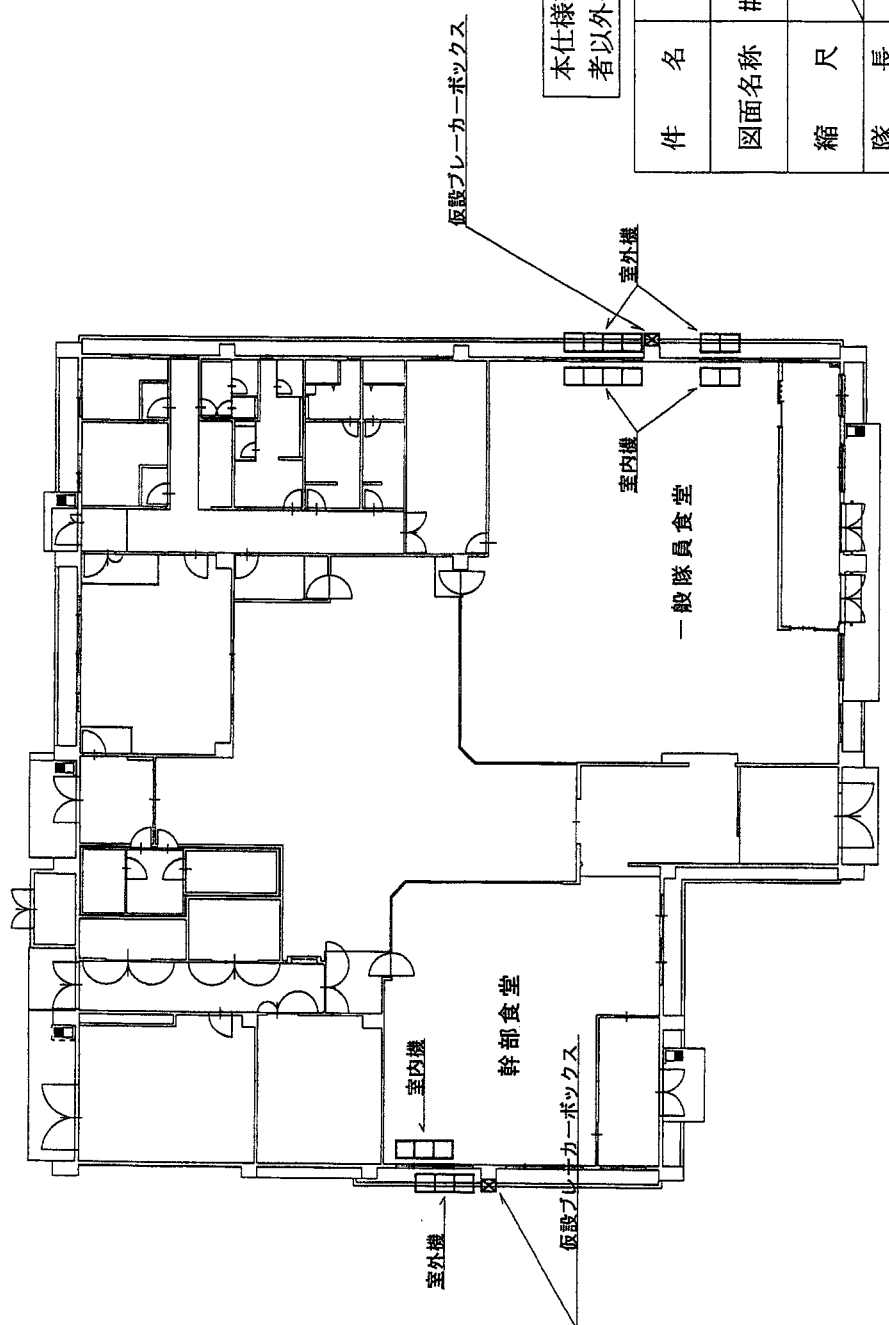 仮設ブレーカーボックス
本仕様
者以外
件 名
図面名称
縮 尺
隊 長
室外機
室内機
一般隊員食堂
幹部食堂
室内機
仮設ブレーカーボックス
室外機